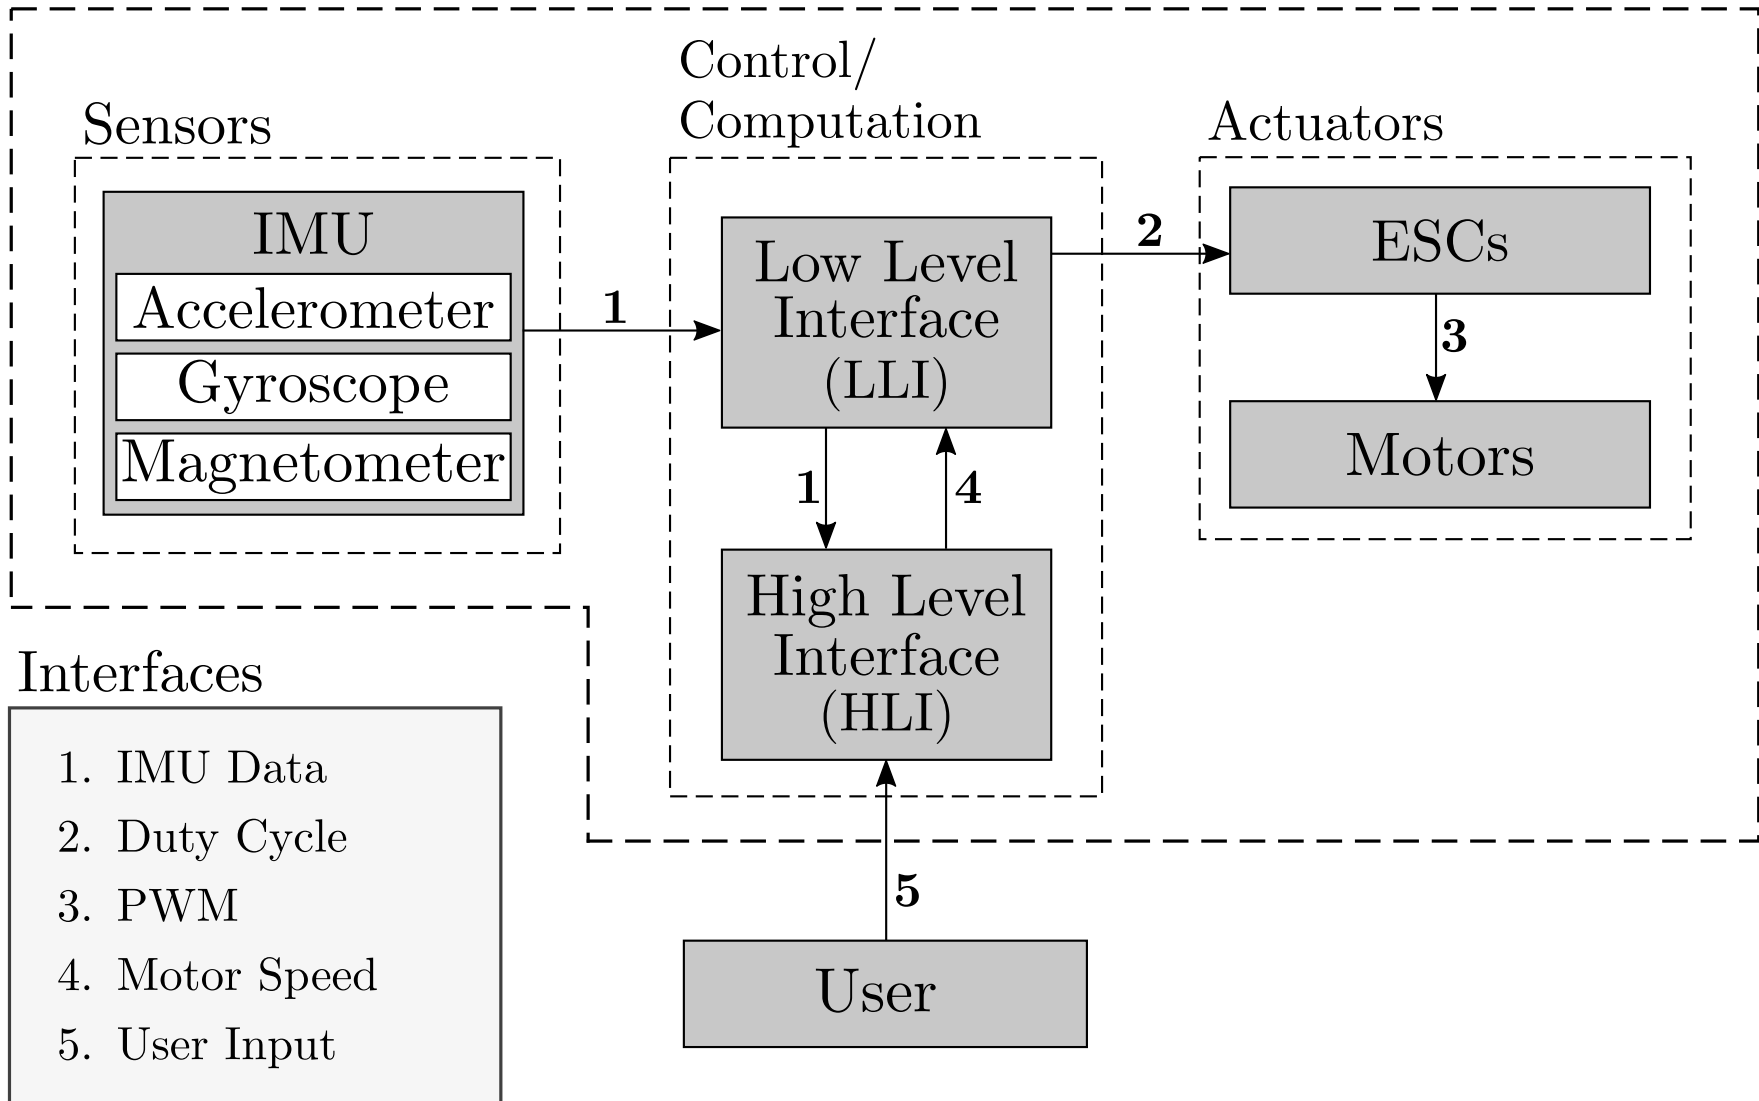 Control/
Computation
Sensors
Actuators
IMU
Accelerometer
Gyroscope
Magnetometer
1
Low Level
Interface
(LLI)
2
ESCs
3
Motors
1
4
High Level
Interface
(HLI)
5
User
Interfaces
1. IMU Data
2. Duty Cycle
3. PWM
4. Motor Speed
5. User Input